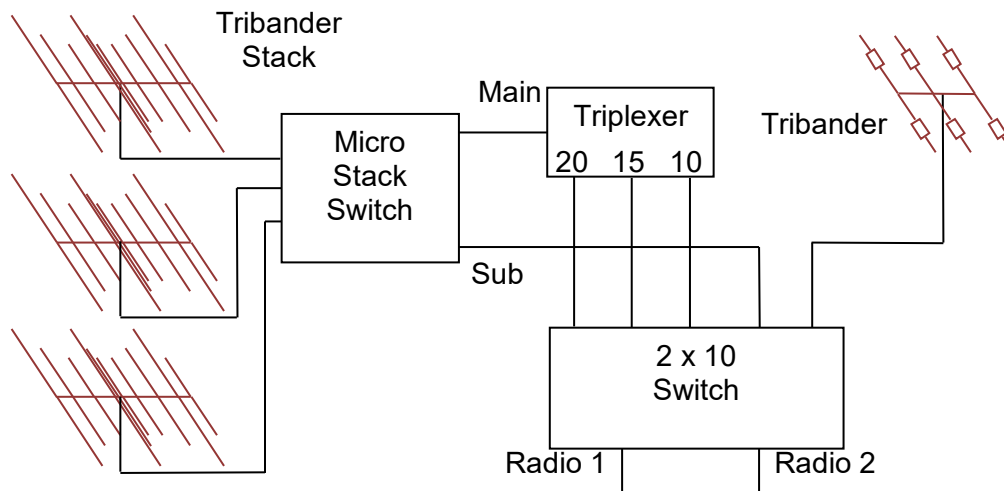 Tribander
Stack
Main
Triplexer
20 15 10
Tribander
Micro
Stack
Switch
Sub
2 x 10
Switch
Radio 1
Radio 2